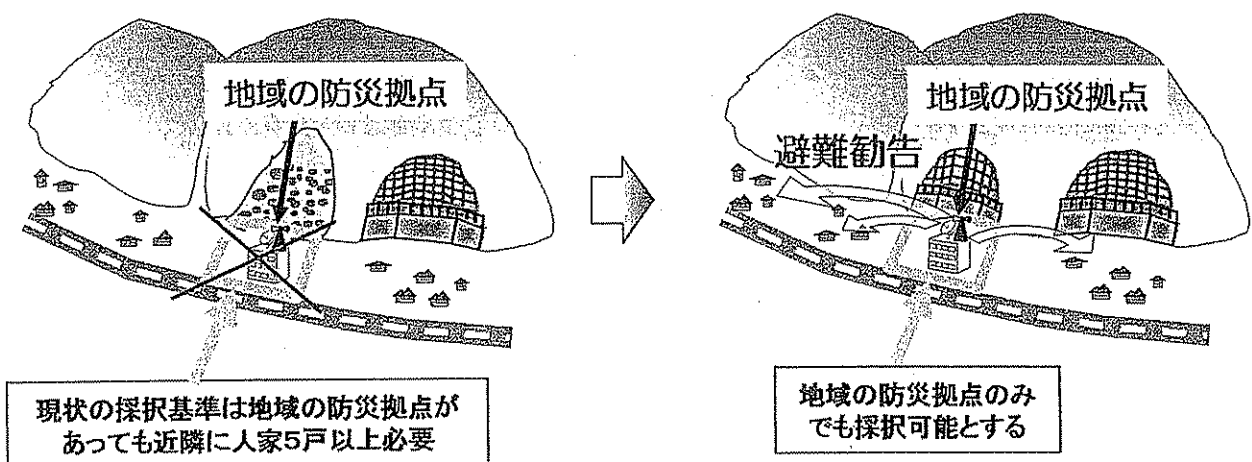 地域の防災拠点
現状の採択基準は地域の防災拠点が
あっても近隣に人家5戸以上必要
地域の防災拠点
避難勧告
地域の防災拠点のみ
でも採択可能とする